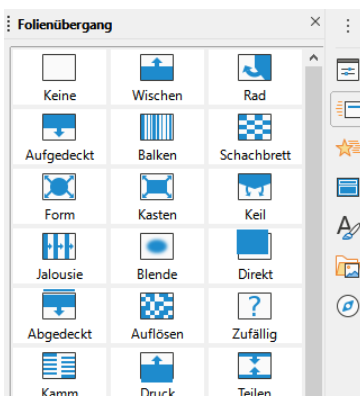 Folienübergang
Keine Wischen Rad
Aufgedeckt Balken Schachbrett
Form Kasten Keil
Jalousie Blende Direkt
Abgedeckt Auflösen Zufällig
Kamm Druck Teilen